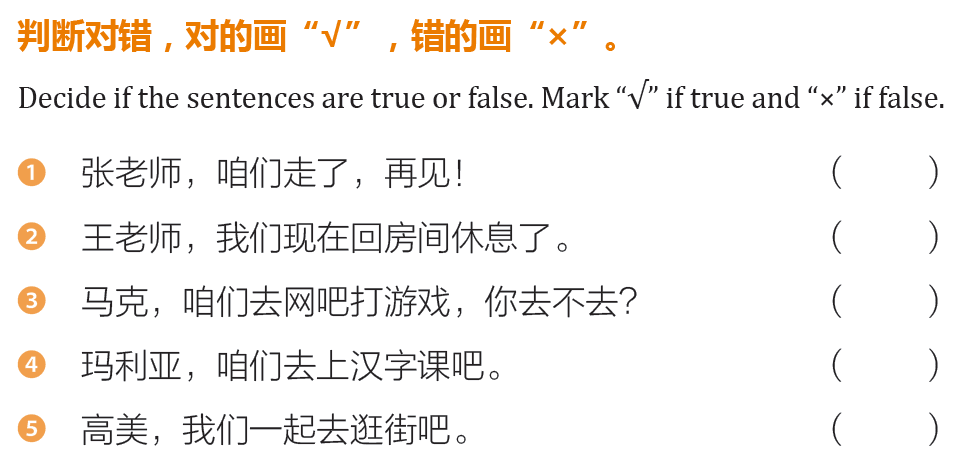 判断对错，对的画“√”，错的画“×”。
Decide if the sentences are true or false. Mark “√” if true and “×” if false.
1 张老师，咱们走了，再见！ （ ）
2 王老师，我们现在回房间休息了。 （ ）
3 马克，咱们去网吧打游戏，你去不去？ （ ）
4 玛利亚，咱们去上汉字课吧。 （ ）
5 高美，我们一起去逛街吧。 （ ）